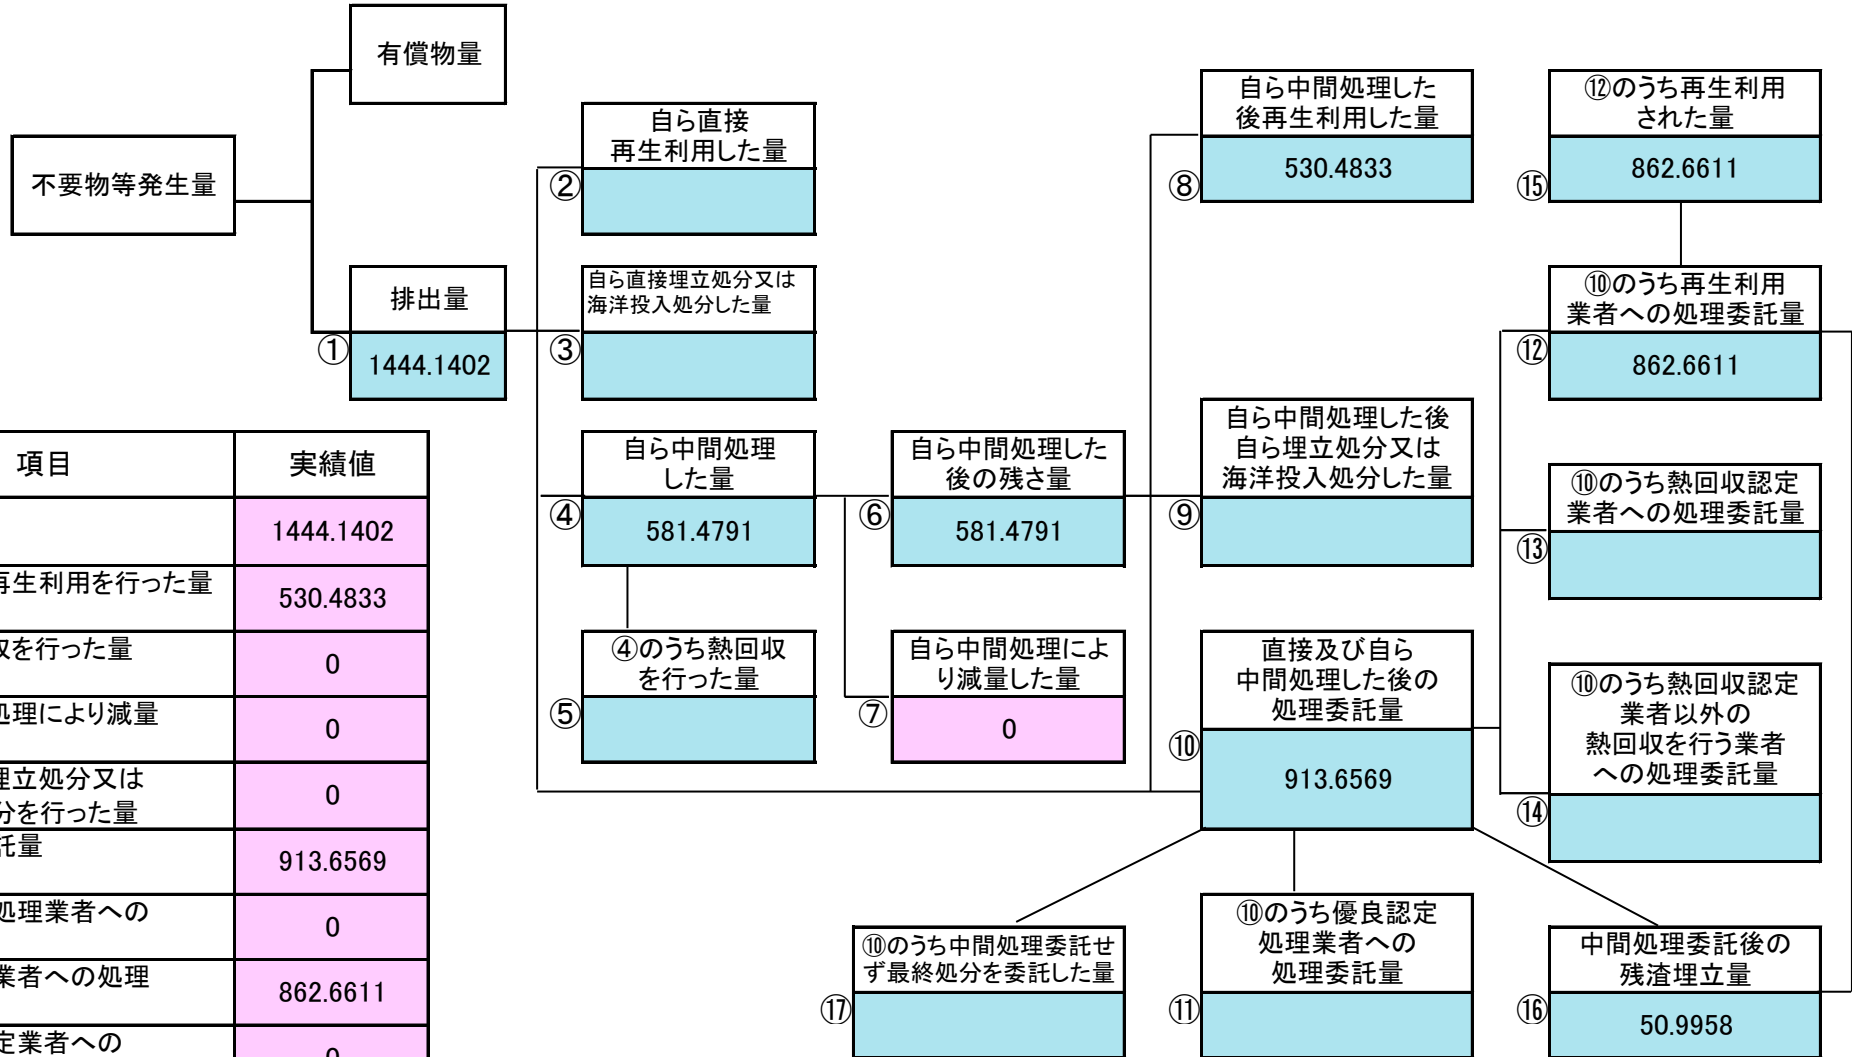 有償物量
不要物等発生量
排出量
①
1444.1402
自ら直接
再生利用した量
②
自ら直接埋立処分又は
海洋投入処分した量
③
自ら中間処理
した量
④
581.4791
④のうち熱回収
を行った量
⑤
自ら中間処理した
後の残さ量
⑥
581.4791
自ら中間処理によ
り減量した量
⑦
0
自ら中間処理した
後再生利用した量
⑧
530.4833
自ら中間処理した後
自ら埋立処分又は
海洋投入処分した量
⑨
直接及び自ら
中間処理した後の
処理委託量
⑩
913.6569
⑫のうち再生利用
された量
⑮
862.6611
⑩のうち再生利用
業者への処理委託量
⑫
862.6611
⑩のうち熱回収認定
業者への処理委託量
⑬
⑩のうち熱回収認定
業者以外の
熱回収を行う業者
への処理委託量
⑭
⑩のうち中間処理委託せ
ず最終処分を委託した量
⑰
⑩のうち優良認定
処理業者への
処理委託量
⑪
中間処理委託後の
残渣埋立量
⑯
50.9958
項目
実績値
1444.1402
再生利用を行った量
530.4833
を行った量
0
処理により減量
0
埋立処分又は
分を行った量
0
託量
913.6569
処理業者への
0
業者への処理
862.6611
定業者への
0